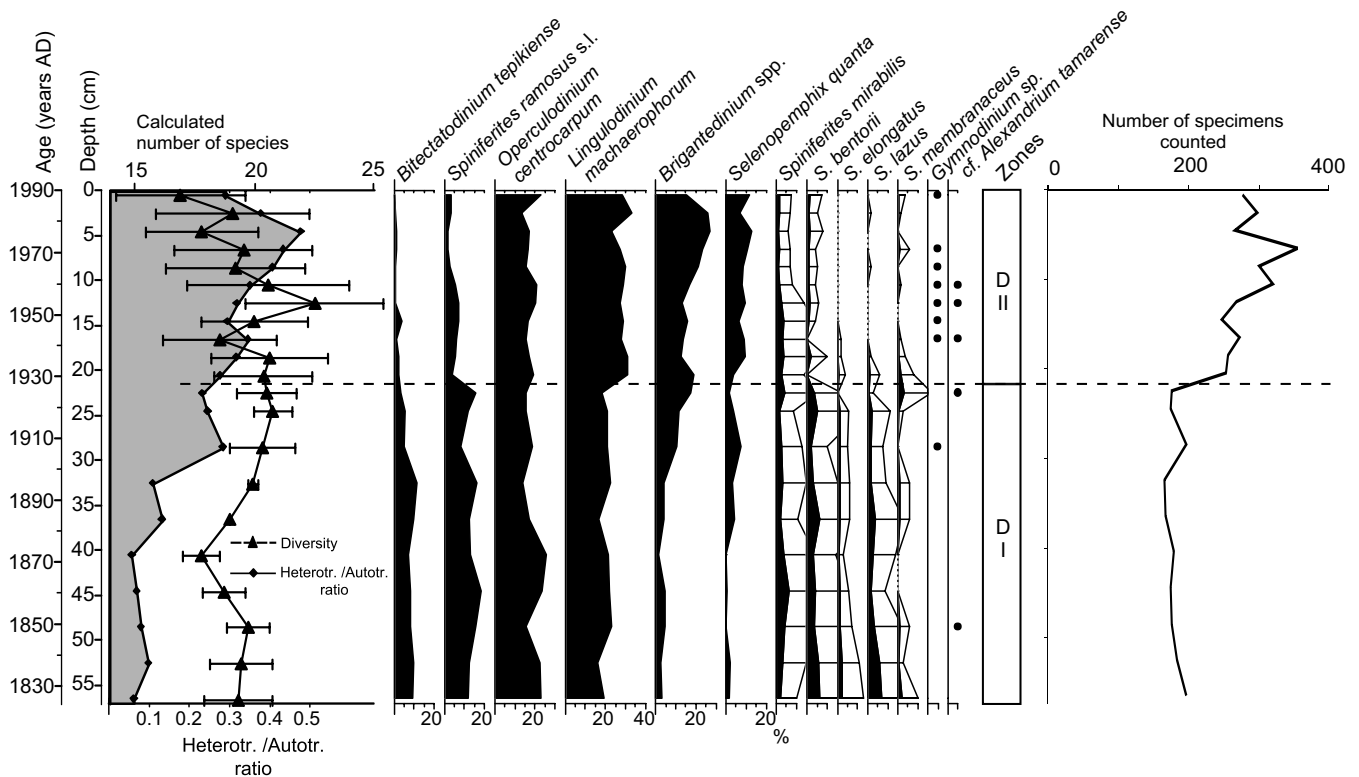 Age (years AD)
Depth (cm)
Calculated
number of species
15 20 25
Bitectatodinium tepikiense
Spiniferites ramosus s.l.
Operculodinium
centrocarpum
Lingulodinium
machaerophorum
Brigantedinium spp.
Selenopemphix quanta
Spiniferites mirabilis
S. bentorii
S. elongatus
S. lazus
S. membranaceus
Gymnodinium sp.
cf. Alexandrium tamarense
Zones
Number of specimens
counted
0 200 400
1990
1970
1950
1930
1910
1890
1870
1850
1830
0
5
10
15
20
25
30
35
40
45
50
55
Diversity
Heterotr. /Autotr.
ratio
D
II
D
I
0.1 0.2 0.3 0.4 0.5
Heterotr. /Autotr.
ratio
20 20 20 20 40 20 20
%